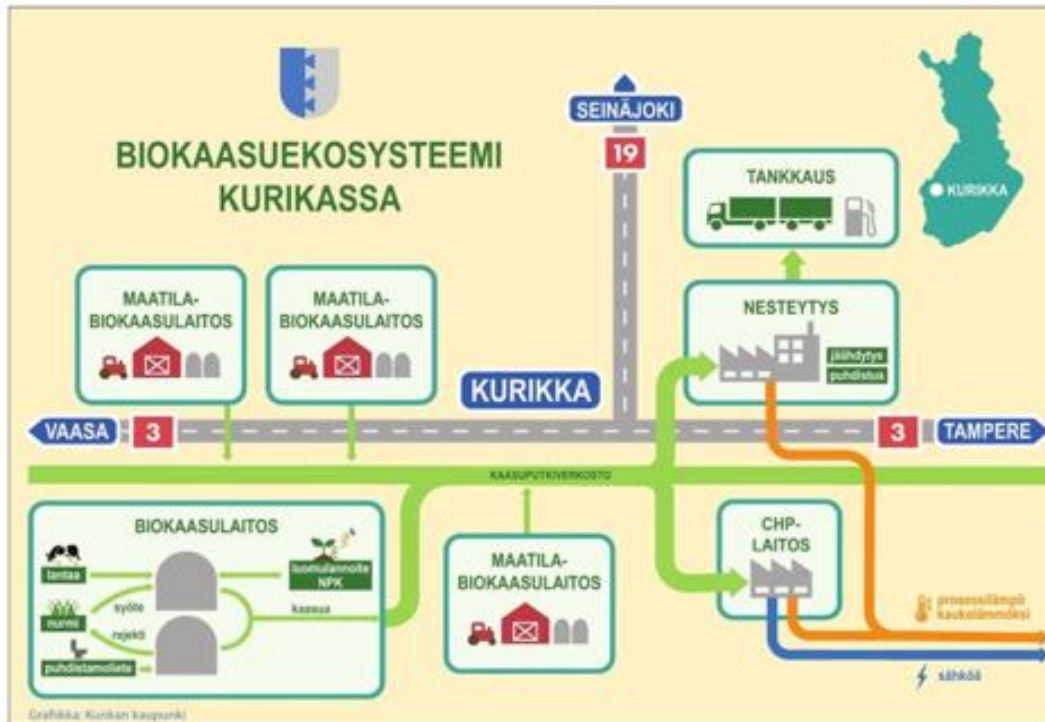 BIOKAASUEKOSYSTEEMI
KURIKASSA
SEINÄJOKI
19
TANKKAUS
KURIKKA
MAATILA-
BIOKAASULAITOS
MAATILA-
BIOKAASULAITOS
NESTEYTYS
jäähdytys
puhdistus
KURIKKA
VAASA
3
3
TAMPERE
KAASUPUTKIVERKOSTO
BIOKAASULAITOS
lantaa
luomulannoite
NPK
syöte
nurmi
kaasua
rejekti
puhdistamoliete
MAATILA-
BIOKAASULAITOS
CHP-
LAITOS
prosessilämpö
kaukolämmöksi
sähköä
Grafiikka: Kurikan kaupunki